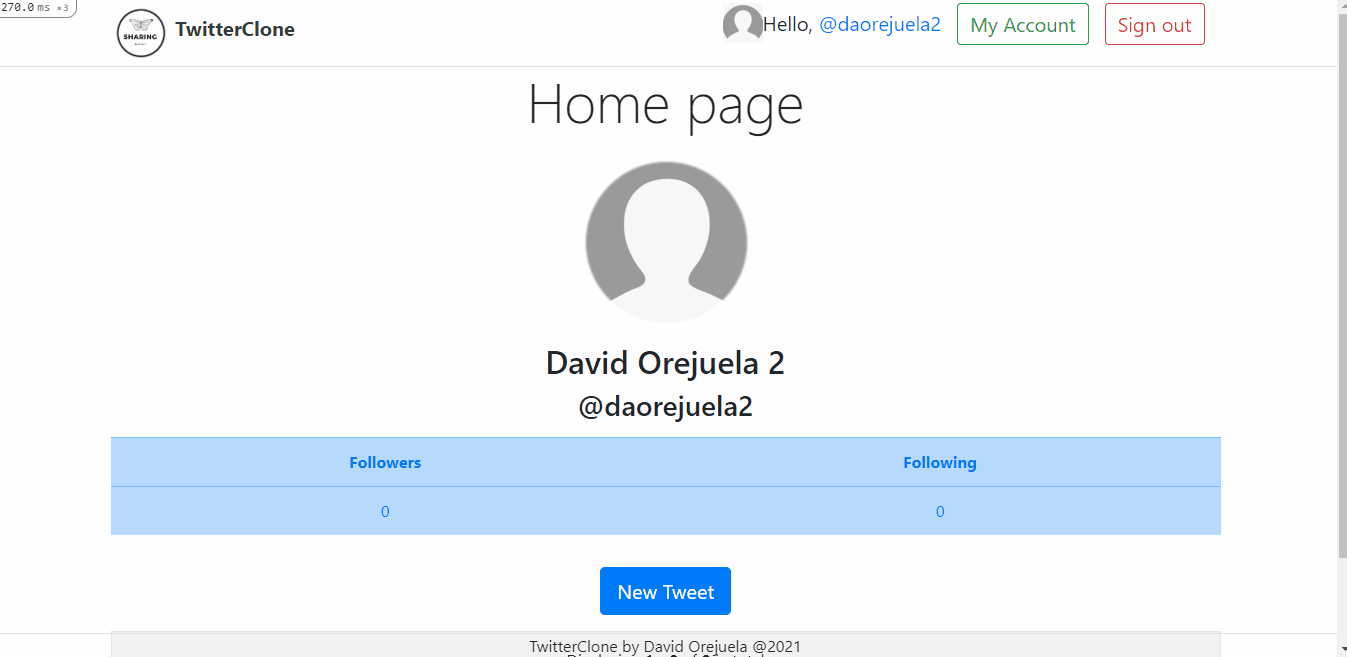 270.0 ms ×3
SHARING
TwitterClone
Hello, @daorejuela2
My Account
Sign out
Home page
David Orejuela 2
@daorejuela2
Followers Following
0 0
New Tweet
TwitterClone by David Orejuela @2021